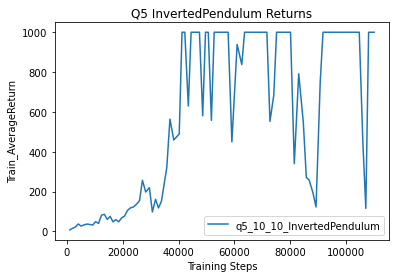 Q5 InvertedPendulum Returns
1000
800
600
400
200
0
Train_AverageReturn
0 20000 40000 60000 80000 100000
Training Steps
q5_10_10_InvertedPendulum